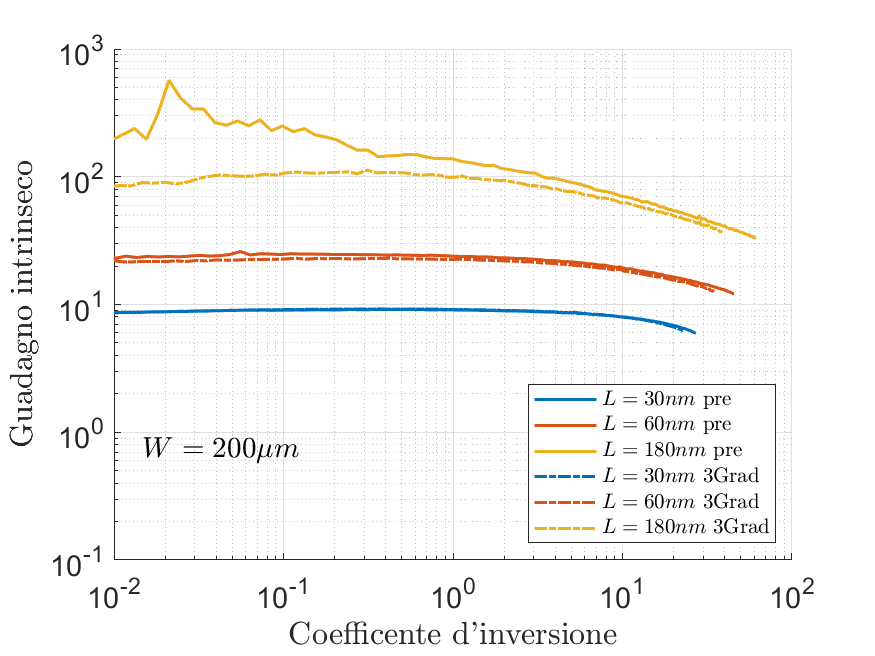 Guadagno intrinseco
10^3
10^2
10^1
10^0
10^-1
W = 200μm
L = 30nm pre
L = 60nm pre
L = 180nm pre
L = 30nm 3Grad
L = 60nm 3Grad
L = 180nm 3Grad
10^-2 10^-1 10^0 10^1 10^2
Coefficente d'inversione